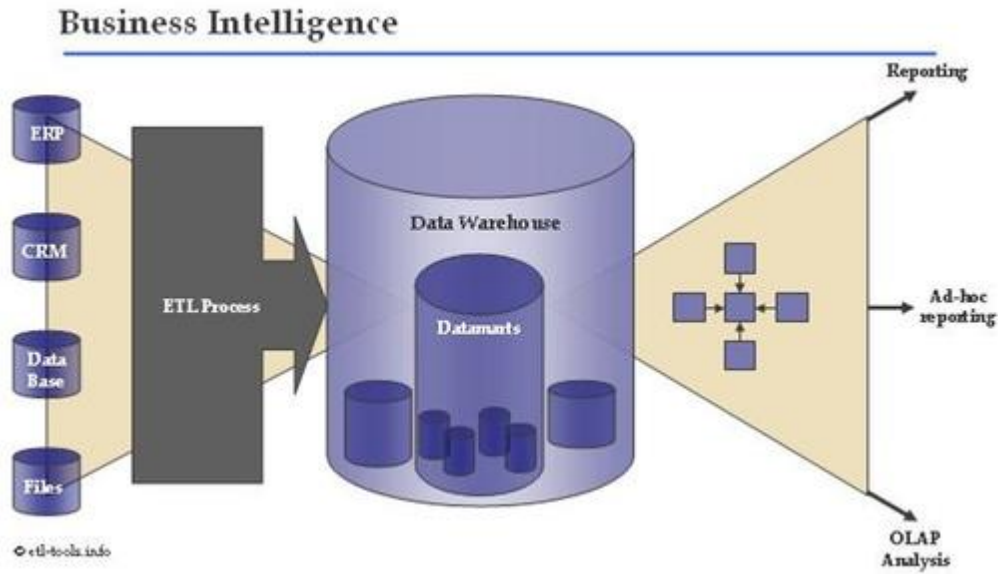 Business Intelligence
Reporting
ERP
CRM
Data
Base
Files
ETL Process
Data Warehouse
Datamarts
Ad-hoc
reporting
OLAP
Analysis
© etl-tools.info